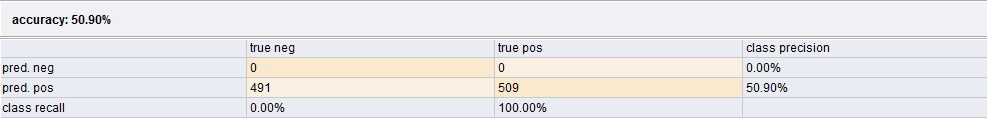 accuracy: 50.90%
true neg true pos class precision
pred. neg 0 0 0.00%
pred. pos 491 509 50.90%
class recall 0.00% 100.00%